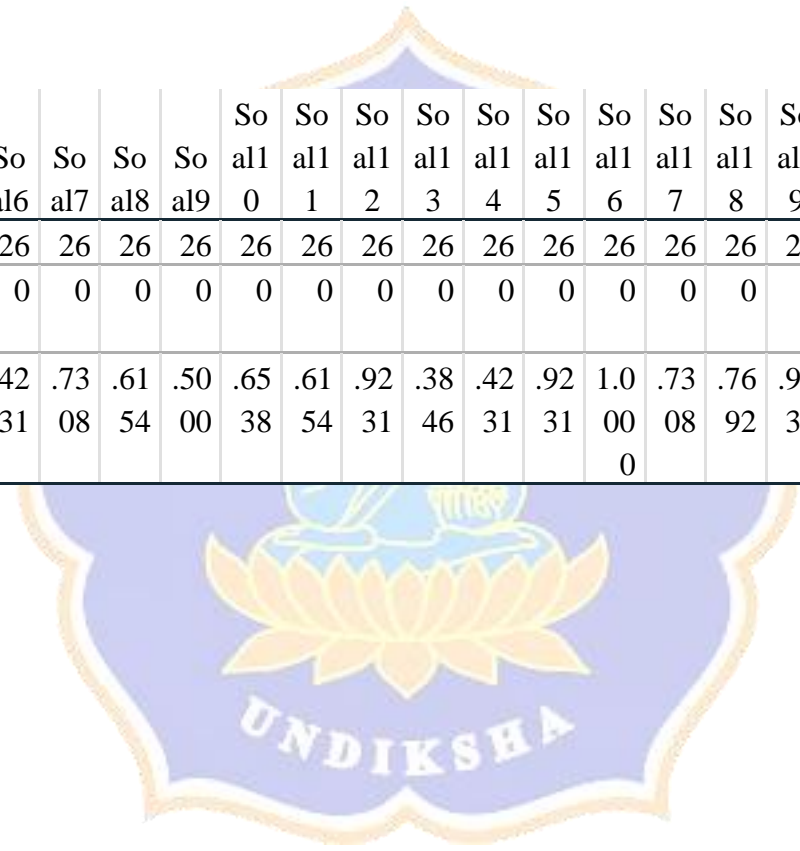 So So So So So So So So So
So So So al1 al1 al1 al1 al1 al1 al1 al1 al1
al7 al8 al9 0 1 2 3 4 5 6 7 8
26 26 26 26 26 26 26 26 26 26 26 26 26
0 0 0 0 0 0 0 0 0 0 0 0 0
42 .73 .61 .50 .65 .61 .92 .38 .42 .92 1.0 .73 .76
31 08 54 00 38 54 31 46 31 31 00 08 92
0
UNDIKSHA